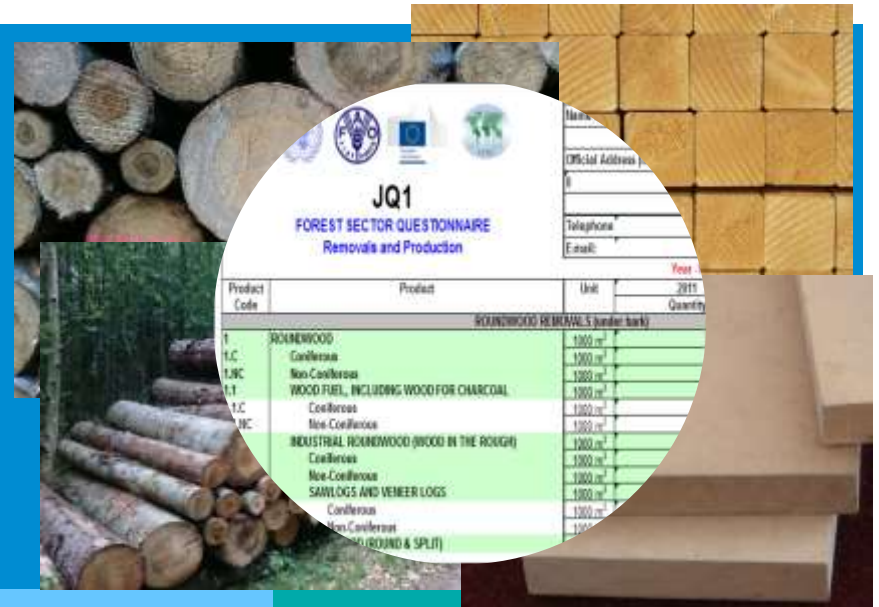 Name
Official Address
JQ1
FOREST SECTOR QUESTIONNAIRE
Removals and Production
Telephone
E:mail:
Year
Product Code Product Unit 2011 Quantity
ROUNDWOOD REMOVALS (under bark)
1 ROUNDWOOD 1000 m³
1.C Coniferous 1000 m³
1.NC Non-Coniferous 1000 m³
1.1 WOOD FUEL, INCLUDING WOOD FOR CHARCOAL 1000 m³
1.C Coniferous 1000 m³
NC Non-Coniferous 1000 m³
INDUSTRIAL ROUNDWOOD (WOOD IN THE ROUGH) 1000 m³
Coniferous 1000 m³
Non-Coniferous 1000 m³
SAWLOGS AND VENEER LOGS 1000 m³
Coniferous 1000 m³
Non-Coniferous 1000
(ROUND & SPLIT)